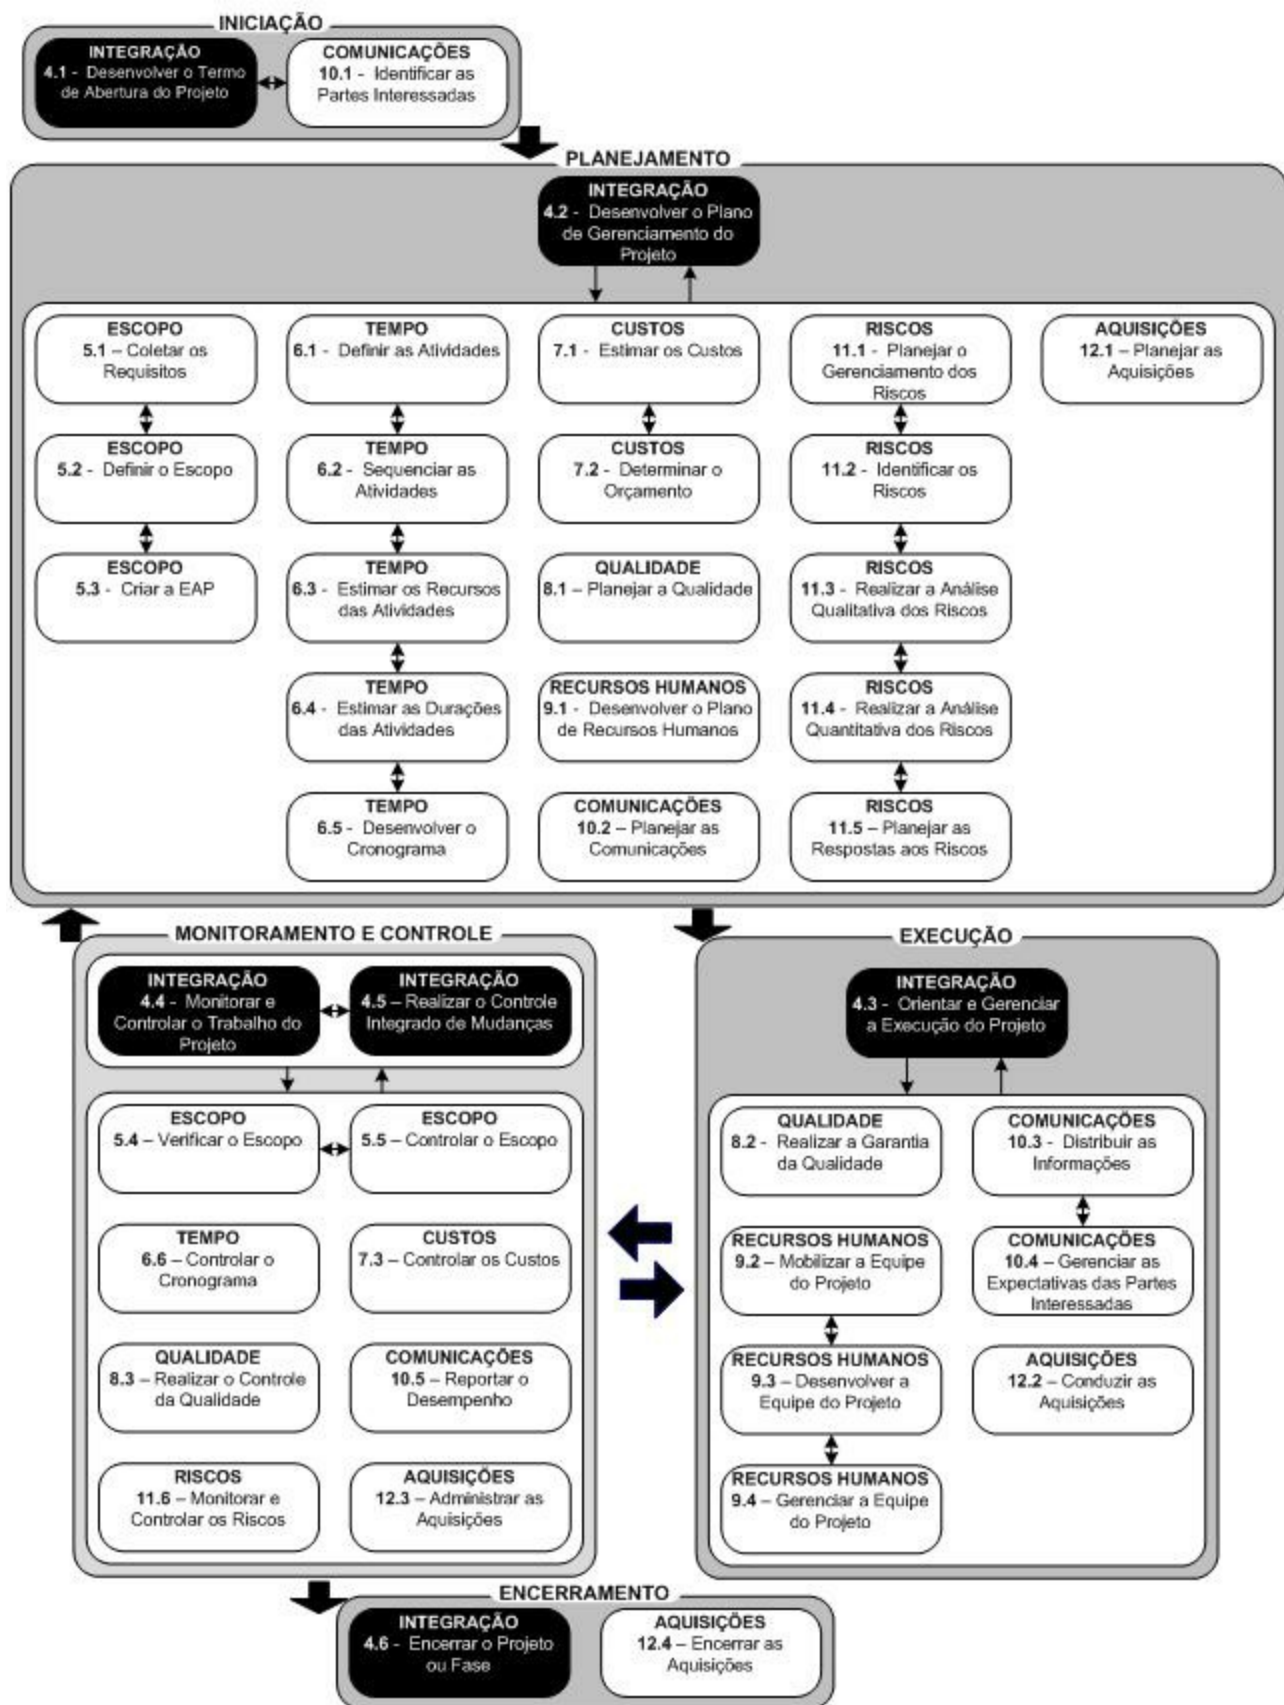 INICIAÇÃO
INTEGRAÇÃO
4.1 - Desenvolver o Termo
de Abertura do Projeto
COMUNICAÇÕES
10.1 - Identificar as
Partes Interessadas
PLANEJAMENTO
INTEGRAÇÃO
4.2 - Desenvolver o Plano
de Gerenciamento do
Projeto
ESCOPO
5.1 – Coletar os
Requisitos
ESCOPO
5.2 - Definir o Escopo
ESCOPO
5.3 - Criar a EAP
TEMPO
6.1 - Definir as Atividades
TEMPO
6.2 - Sequenciar as
Atividades
TEMPO
6.3 - Estimar os Recursos
das Atividades
TEMPO
6.4 - Estimar as Durações
das Atividades
TEMPO
6.5 - Desenvolver o
Cronograma
CUSTOS
7.1 - Estimar os Custos
CUSTOS
7.2 - Determinar o
Orçamento
QUALIDADE
8.1 – Planejar a Qualidade
RECURSOS HUMANOS
9.1 - Desenvolver o Plano
de Recursos Humanos
COMUNICAÇÕES
10.2 – Planejar as
Comunicações
RISCOS
11.1 - Planejar o
Gerenciamento dos
Riscos
RISCOS
11.2 - Identificar os
Riscos
RISCOS
11.3 - Realizar a Análise
Qualitativa dos Riscos
RISCOS
11.4 - Realizar a Análise
Quantitativa dos Riscos
RISCOS
11.5 - Planejar as
Respostas aos Riscos
AQUISIÇÕES
12.1 – Planejar as
Aquisições
MONITORAMENTO E CONTROLE
INTEGRAÇÃO
4.4 - Monitorar e
Controlar o Trabalho do
Projeto
INTEGRAÇÃO
4.5 – Realizar o Controle
Integrado de Mudanças
ESCOPO
5.4 – Verificar o Escopo
ESCOPO
5.5 - Controlar o Escopo
TEMPO
6.6 – Controlar o
Cronograma
CUSTOS
7.3 – Controlar os Custos
QUALIDADE
8.3 – Realizar o Controle
da Qualidade
COMUNICAÇÕES
10.5 – Reportar o
Desempenho
RISCOS
11.6 – Monitorar e
Controlar os Riscos
AQUISIÇÕES
12.3 – Administrar as
Aquisições
EXECUÇÃO
INTEGRAÇÃO
4.3 - Orientar e Gerenciar
a Execução do Projeto
QUALIDADE
8.2 - Realizar a Garantia
da Qualidade
RECURSOS HUMANOS
9.2 – Mobilizar a Equipe
do Projeto
RECURSOS HUMANOS
9.3 – Desenvolver a
Equipe do Projeto
RECURSOS HUMANOS
9.4 – Gerenciar a Equipe
do Projeto
COMUNICAÇÕES
10.3 - Distribuir as
Informações
COMUNICAÇÕES
10.4 – Gerenciar as
Expectativas das Partes
Interessadas
AQUISIÇÕES
12.2 – Conduzir as
Aquisições
ENCERRAMENTO
INTEGRAÇÃO
4.6 - Encerrar o Projeto
ou Fase
AQUISIÇÕES
12.4 – Encerrar as
Aquisições